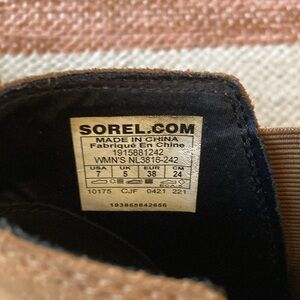 SOREL.COM
MADE IN CHINA
Fabriqué En Chine
1915881242
WMN'S NL3816-242
USA UK EUR CM
7 5 38 24
10175 CJF 0421 221
193855842656